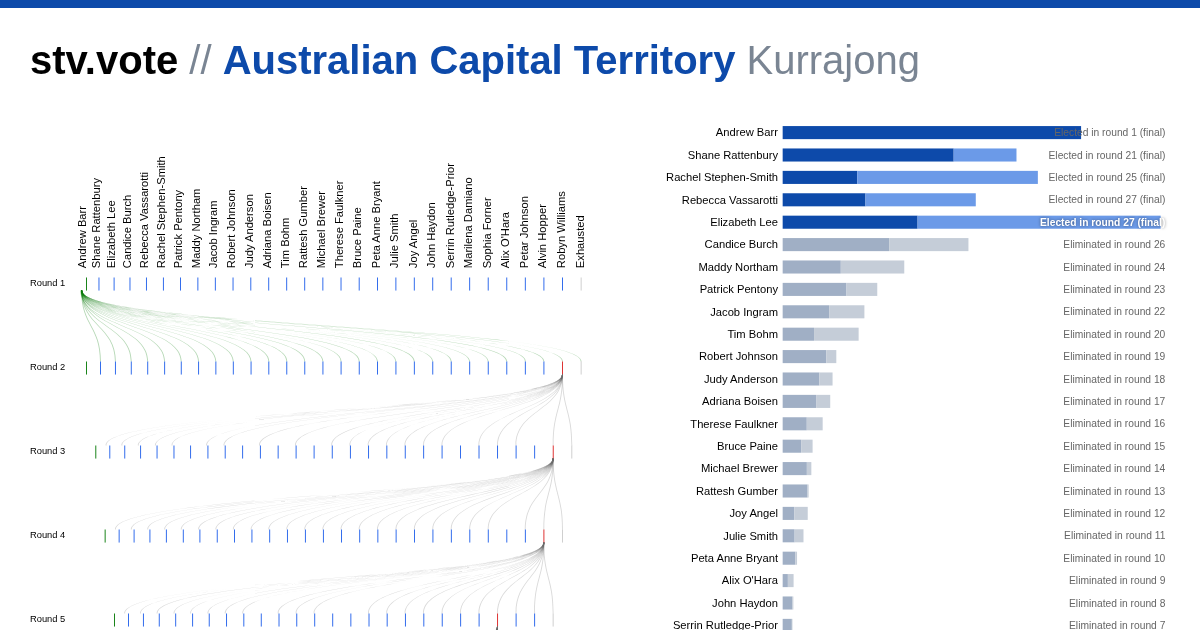 stv.vote // Australian Capital Territory Kurrajong
Andrew Barr
Shane Rattenbury
Elizabeth Lee
Candice Burch
Rebecca Vassarotti
Rachel Stephen-Smith
Patrick Pentony
Maddy Northam
Jacob Ingram
Robert Johnson
Judy Anderson
Adriana Boisen
Tim Bohm
Rattesh Gumber
Michael Brewer
Therese Faulkner
Bruce Paine
Peta Anne Bryant
Julie Smith
Joy Angel
John Haydon
Serrin Rutledge-Prior
Marilena Damiano
Sophia Forner
Alix O'Hara
Petar Johnson
Alvin Hopper
Robyn Williams
Exhausted
Round 1
Round 2
Round 3
Round 4
Round 5
Andrew Barr Elected in round 1 (final)
Shane Rattenbury Elected in round 21 (final)
Rachel Stephen-Smith Elected in round 25 (final)
Rebecca Vassarotti Elected in round 27 (final)
Elizabeth Lee Elected in round 27 (final)
Candice Burch Eliminated in round 26
Maddy Northam Eliminated in round 24
Patrick Pentony Eliminated in round 23
Jacob Ingram Eliminated in round 22
Tim Bohm Eliminated in round 20
Robert Johnson Eliminated in round 19
Judy Anderson Eliminated in round 18
Adriana Boisen Eliminated in round 17
Therese Faulkner Eliminated in round 16
Bruce Paine Eliminated in round 15
Michael Brewer Eliminated in round 14
Rattesh Gumber Eliminated in round 13
Joy Angel Eliminated in round 12
Julie Smith Eliminated in round 11
Peta Anne Bryant Eliminated in round 10
Alix O'Hara Eliminated in round 9
John Haydon Eliminated in round 8
Serrin Rutledge-Prior Eliminated in round 7